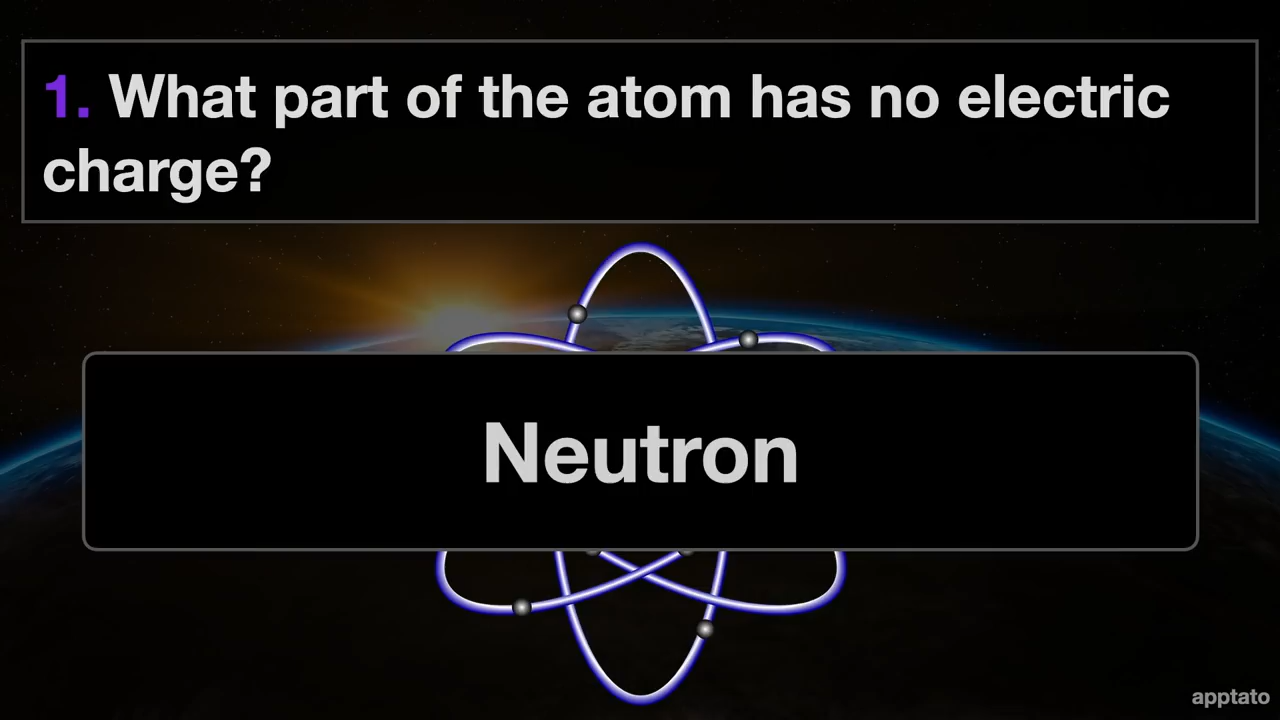 1. What part of the atom has no electric
charge?
Neutron
apptato